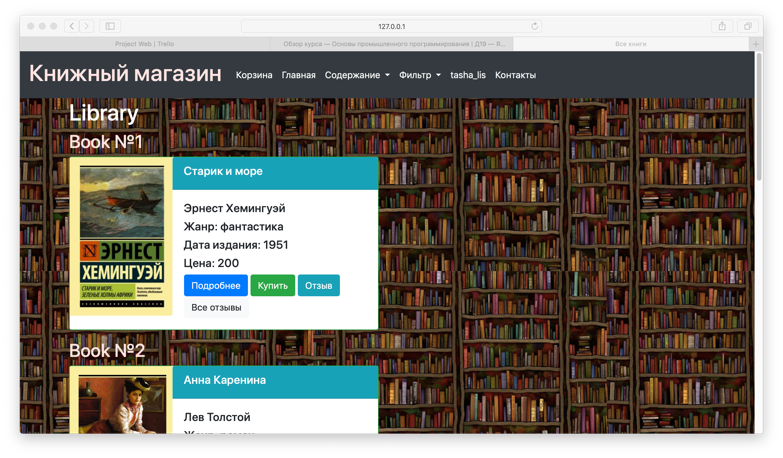 127.0.0.1
Project Web | Trello
Обзор курса — Основы промышленного программирования | Д19 — Я...
Все книги
Книжный магазин
Корзина
Главная
Содержание
Фильтр
tasha_lis
Контакты
Library
Book №1
ЭРНЕСТ
ХЕМИНГУЭЙ
СТАРИК И МОРЕ.
ЗЕЛЕНЫЕ ХОЛМЫ АФРИКИ
Старик и море
Эрнест Хемингуэй
Жанр: фантастика
Дата издания: 1951
Цена: 200
Подробнее
Купить
Отзыв
Все отзывы
Book №2
Анна Каренина
Лев Толстой